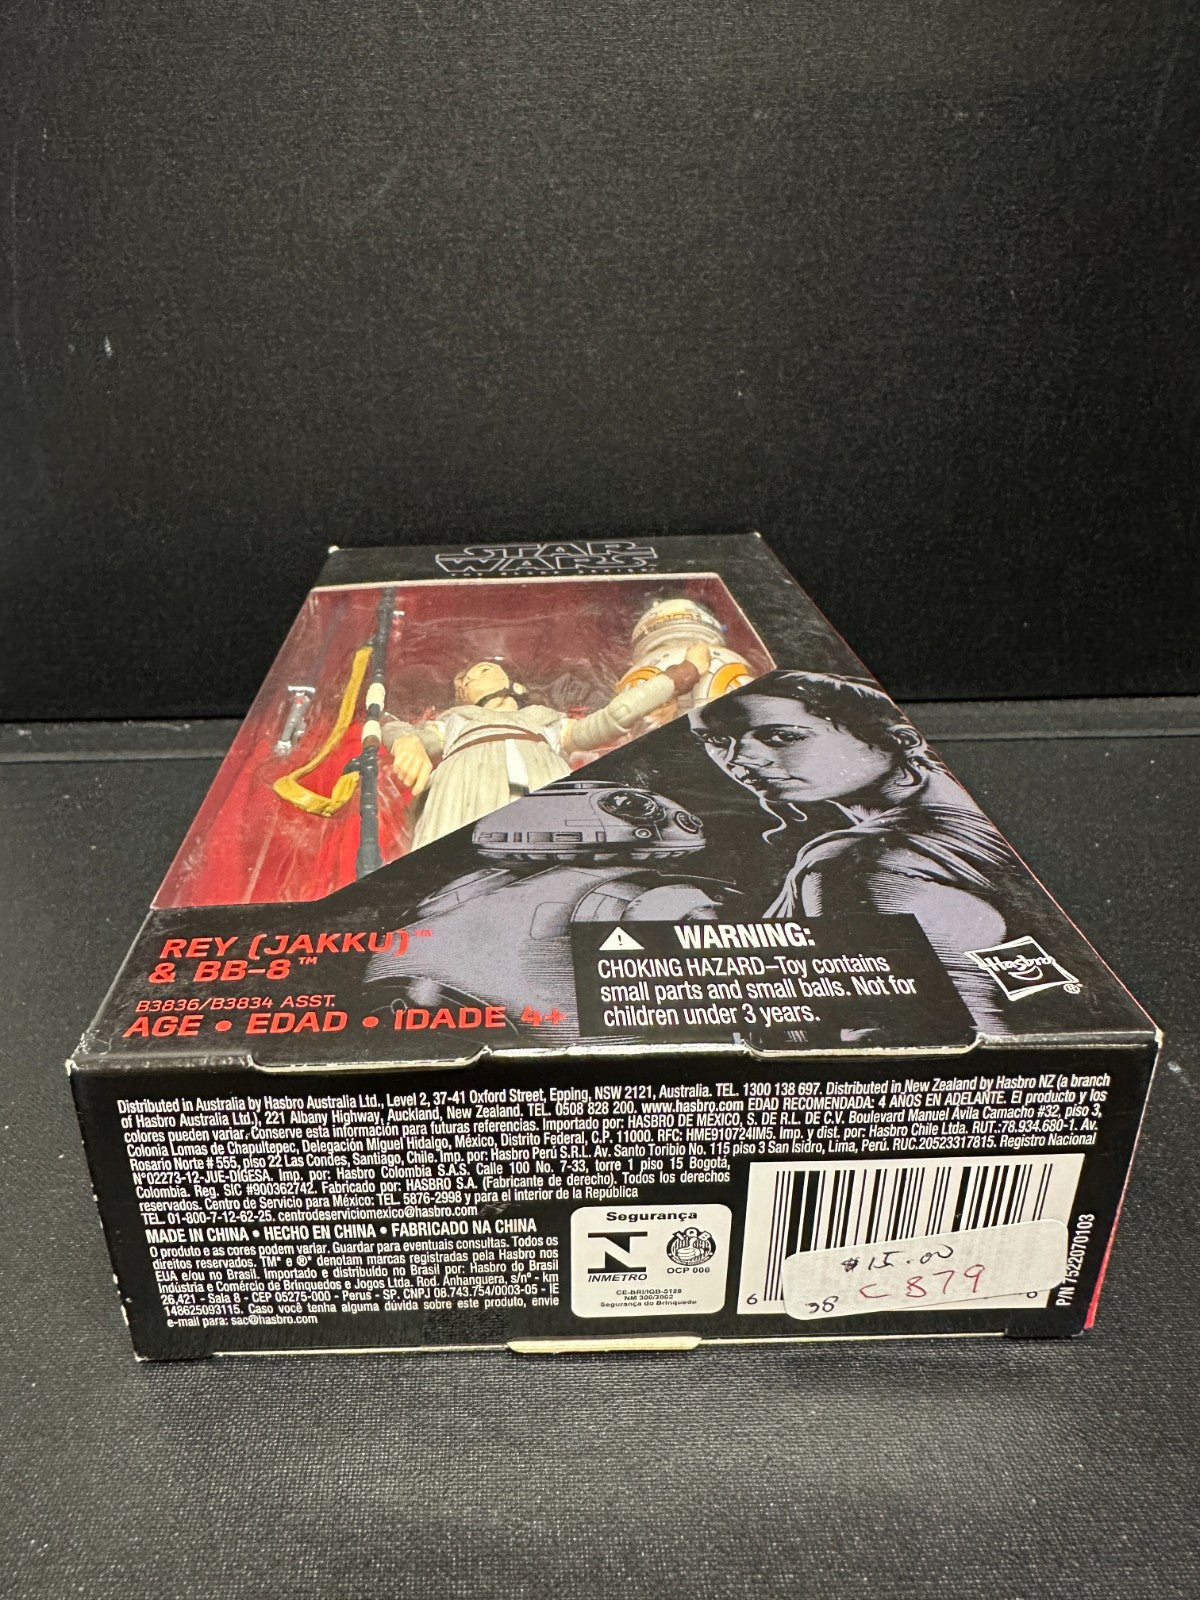 STAR
WARS
THE BLACK SERIES
REY (JAKKU)™
& BB-8™
B3836/B3834 ASST.
AGE • EDAD • IDADE 4+
WARNING:
CHOKING HAZARD–Toy contains
small parts and small balls. Not for
children under 3 years.
Hasbro®
Distributed in Australia by Hasbro Australia Ltd., Level 2, 37-41 Oxford Street, Epping, NSW 2121, Australia. TEL. 1300 138 697. Distributed in New Zealand by Hasbro NZ (a branch
of Hasbro Australia Ltd.), 221 Albany Highway, Auckland, New Zealand. TEL. 0508 828 200. www.hasbro.com EDAD RECOMENDADA: 4 AÑOS EN ADELANTE. El producto y los
colores pueden variar. Conserve esta información para futuras referencias. Importado por: HASBRO DE MÉXICO, S. DE R.L. DE C.V. Boulevard Manuel Ávila Camacho #32, piso 3,
Colonia Lomas de Chapultepec, Delegación Miguel Hidalgo, México, Distrito Federal, C.P. 11000. RFC: HME910724IM5. Imp. y dist. por: Hasbro Chile Ltda. RUT.:78.934.680-1. Av.
Rosario Norte # 555, piso 22 Las Condes, Santiago, Chile. Imp. por: Hasbro Perú S.R.L. Av. Santo Toribio No. 115 piso 3 San Isidro, Lima, Perú. RUC.20523317815. Registro Nacional
N°02273-12-JUE-DIGESA. Imp. por: Hasbro Colombia S.A.S. Calle 100 No. 7-33, torre 1 piso 15 Bogotá,
Colombia. Reg. SIC #900362742. Fabricado por: HASBRO S.A. (Fabricante de derecho). Todos los derechos
reservados. Centro de Servicio para México: TEL. 5876-2998 y para el interior de la República
TEL. 01-800-7-12-62-25. centrodeserviciomexico@hasbro.com
MADE IN CHINA • HECHO EN CHINA • FABRICADO NA CHINA
O produto e as cores podem variar. Guardar para eventuais consultas. Todos os
direitos reservados. TM* e ®* denotam marcas registradas pela Hasbro nos
EUA e/ou no Brasil. Importado e distribuído no Brasil por: Hasbro do Brasil
Indústria e Comércio de Brinquedos e Jogos Ltda. Rod. Anhanguera, s/nº - km
26,421 - Sala 8 - CEP 05275-000 - Perus - SP. CNPJ 08.743.754/0003-05 - IE
148625093115. Caso você tenha alguma dúvida sobre este produto, envie
e-mail para: sac@hasbro.com
Segurança
INMETRO
OCP 006
CE-BRI/IQB-5188
NM 300/2002
Segurança do Brinquedo
6
$15.00
38 C879
P/N 7522070103